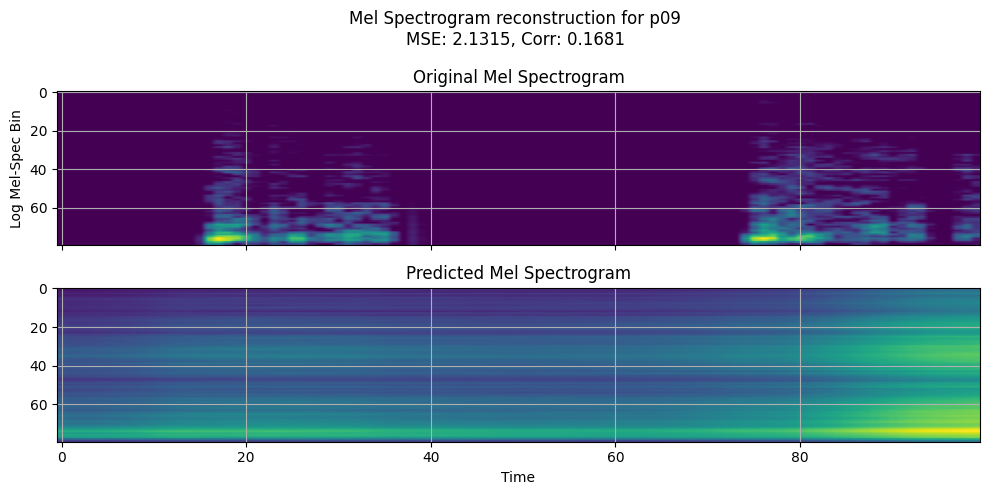 Mel Spectrogram reconstruction for p09
MSE: 2.1315, Corr: 0.1681
Original Mel Spectrogram
Log Mel-Spec Bin
0
20
40
60
Predicted Mel Spectrogram
0
20
40
60
0 20 40 60 80
Time